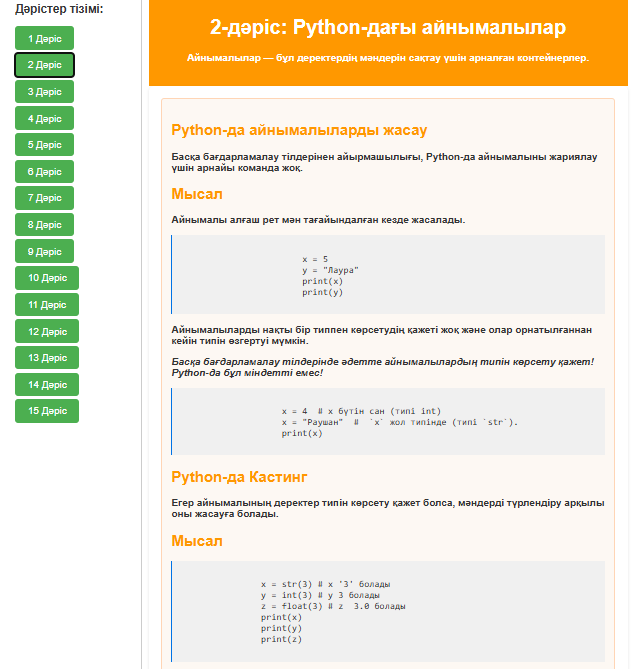 Дәрістер тізімі:
1 Дәріс
2 Дәріс
3 Дәріс
4 Дәріс
5 Дәріс
6 Дәріс
7 Дәріс
8 Дәріс
9 Дәріс
10 Дәріс
11 Дәріс
12 Дәріс
13 Дәріс
14 Дәріс
15 Дәріс
2-дәріс: Python-дағы айнымалылар
Айнымалылар — бұл деректердің мәндерін сақтау үшін арналған контейнерлер.
Python-да айнымалыларды жасау
Басқа бағдарламалау тілдерінен айырмашылығы, Python-да айнымалыны жариялау
үшін арнайы команда жоқ.
Мысал
Айнымалы алғаш рет мән тағайындалған кезде жасалады.
x = 5
y = "Лаура"
print(x)
print(y)
Айнымалыларды нақты бір типпен көрсетудің қажеті жоқ және олар орнатылғаннан
кейін типін өзгертуі мүмкін.
Басқа бағдарламалау тілдерінде әдетте айнымалылардың типін көрсету қажет!
Python-да бұл міндетті емес!
x = 4  # x бүтін сан (типі int)
x = "Раушан"  #  `x` жол типінде (типі `str`).
print(x)
Python-да Кастинг
Егер айнымалының деректер типін көрсету қажет болса, мәндерді түрлендіру арқылы
оны жасауға болады.
Мысал
x = str(3) # x '3' болады
y = int(3) # y 3 болады
z = float(3) # z  3.0 болады
print(x)
print(y)
print(z)